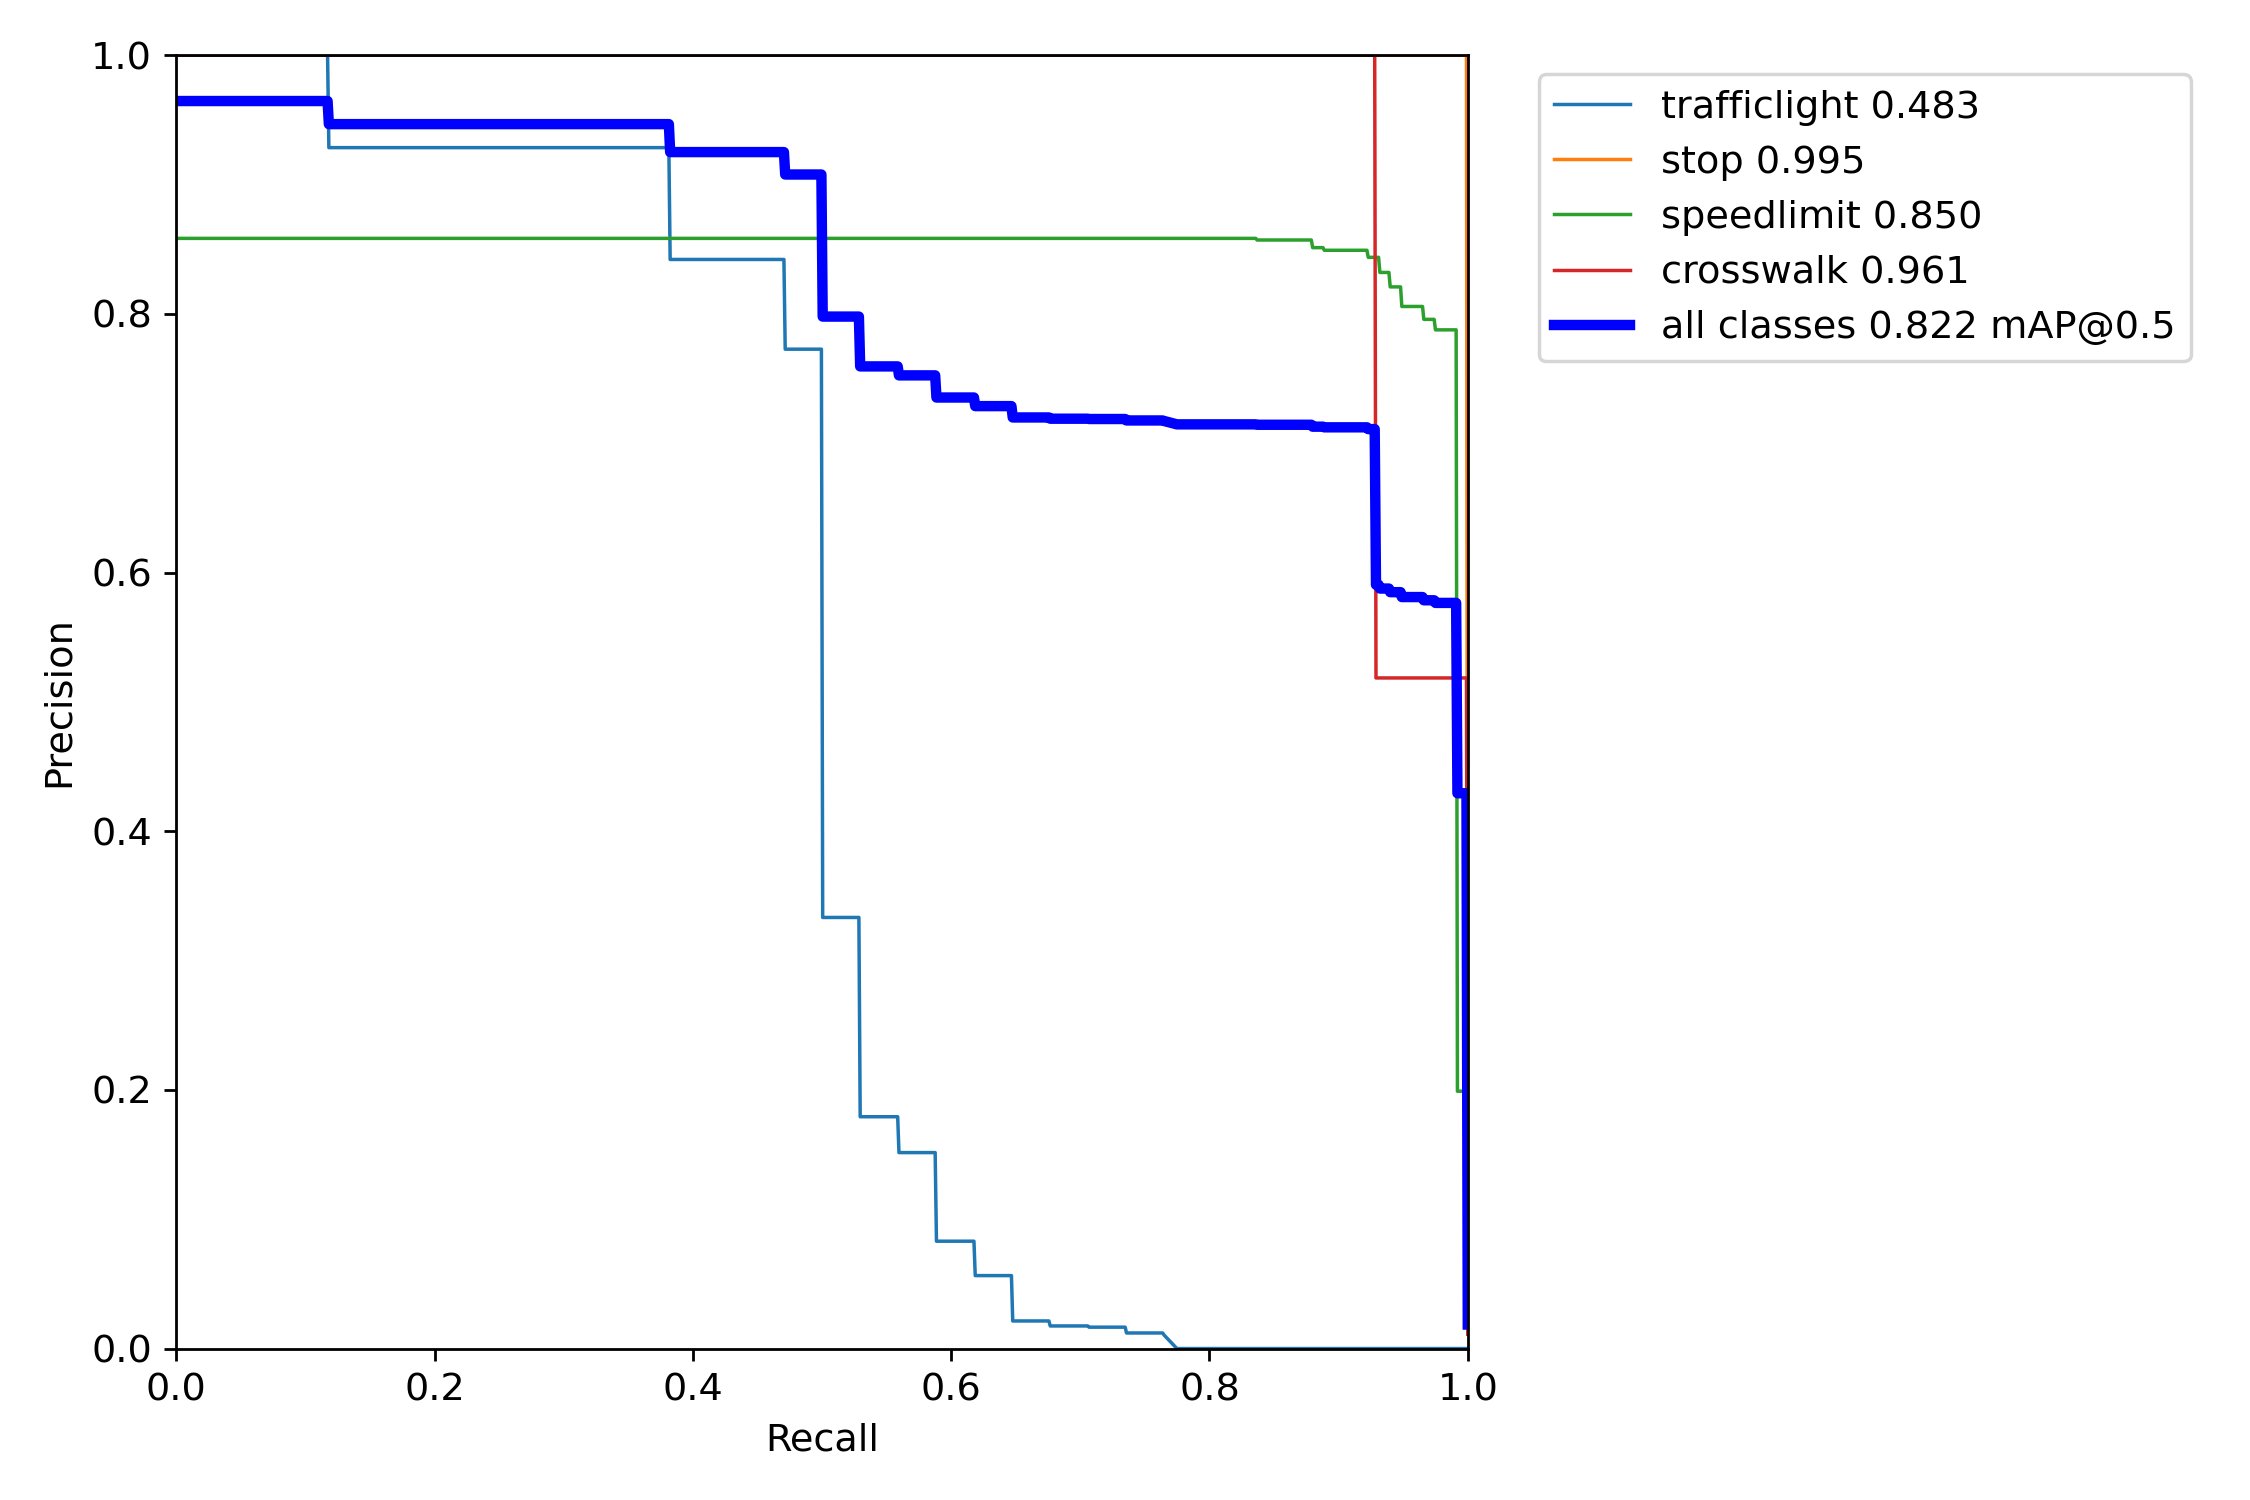 1.0
0.8
0.6
0.4
0.2
0.0
Precision
0.0 0.2 0.4 0.6 0.8 1.0
Recall
trafficlight 0.483
stop 0.995
speedlimit 0.850
crosswalk 0.961
all classes 0.822 mAP@0.5